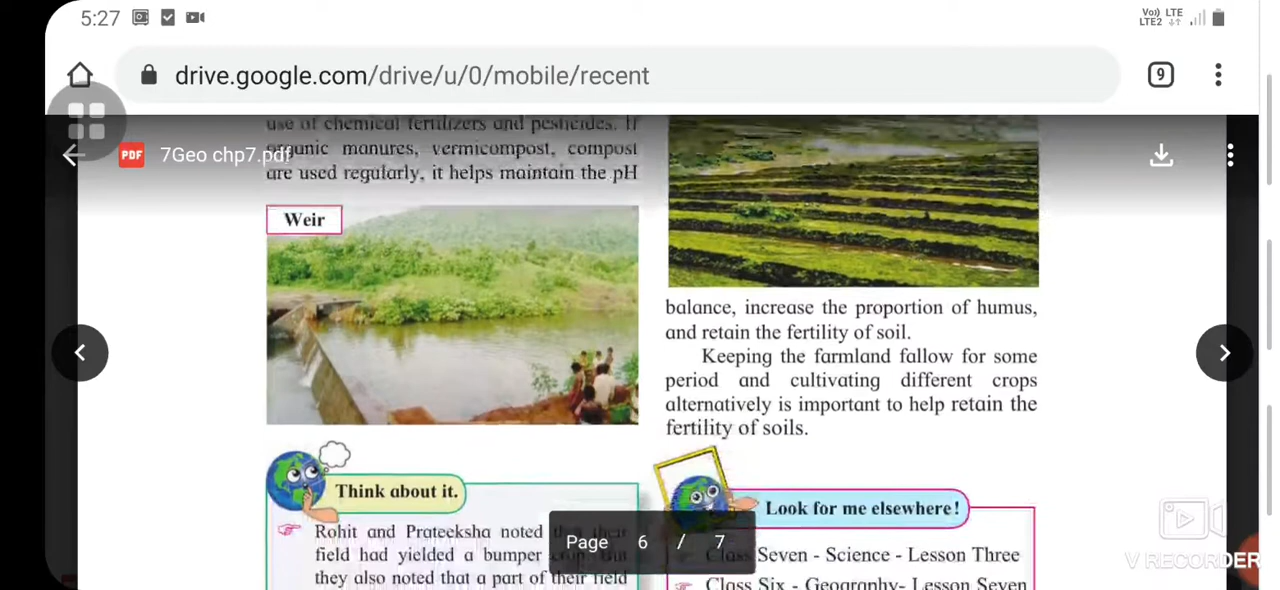 5:27
Vo)) LTE
LTE2
drive.google.com/drive/u/0/mobile/recent
9
use of chemical fertilizers and pesticides. If
PDF 7Geo chp7.pdf
organic manures, vermicompost, compost
are used regularly, it helps maintain the pH
Weir
balance, increase the proportion of humus,
and retain the fertility of soil.
Keeping the farmland fallow for some
period and cultivating different crops
alternatively is important to help retain the
fertility of soils.
Think about it.
Rohit and Prateeksha noted that their
field had yielded a bumper crop. But
they also noted that a part of their field
Look for me elsewhere!
Class Seven - Science - Lesson Three
Class Six - Geography- Lesson Seven
Page 6 / 7
V RECORDER